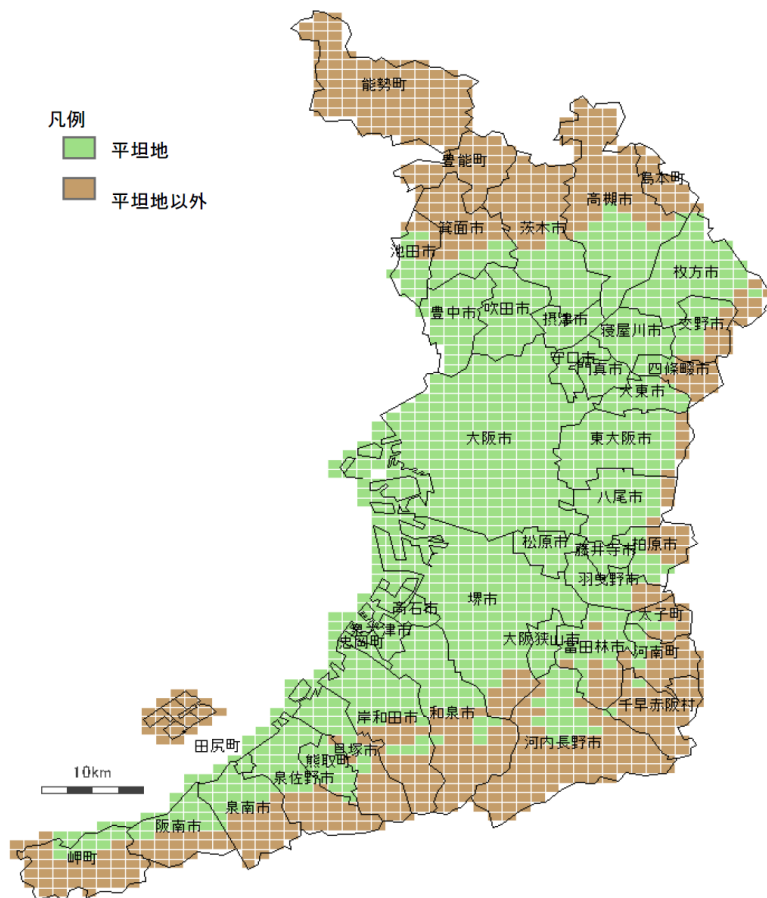 能勢町
凡例
平坦地
豊能町
島本町
平坦地以外
高槻市
箕面市
茨木市
池田市
枚方市
豊中市
吹田市
摂津市
寝屋川市
交野市
守口市
門真市
四條畷市
大東市
大阪市
東大阪市
八尾市
松原市
藤井寺市
柏原市
羽曳野市
堺市
高石市
太子町
泉大津市
忠岡町
大阪狭山市
富田林市
河南町
千早赤阪村
岸和田市
和泉市
田尻町
貝塚市
河内長野市
熊取町
10km
泉佐野市
泉南市
阪南市
岬町